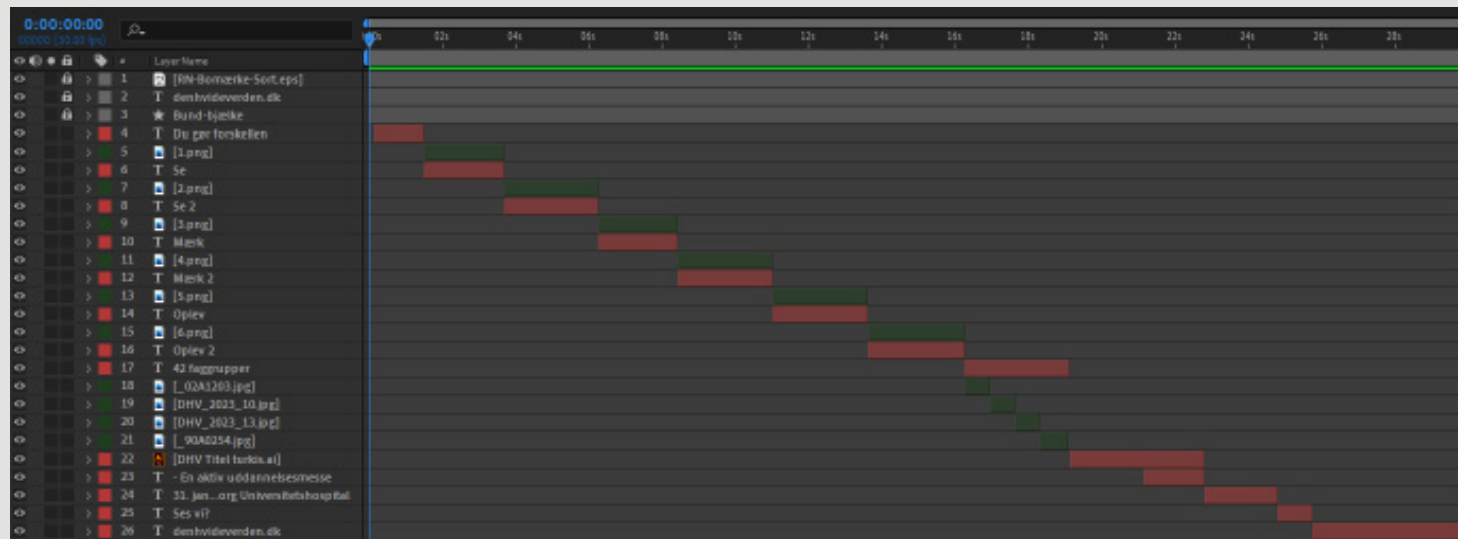 0:00:00:00
00000 (30.00 fps)
:00s 02s 04s 06s 08s 10s 12s 14s 16s 18s 20s 22s 24s 26s 28s
# Layer Name
1 [RN-Bomærke-Sort.eps]
2 T denhvideverden.dk
3 Bund-bjælke
4 T Du gør forskellen
5 [1.png]
6 T Se
7 [2.png]
8 T Se 2
9 [3.png]
10 T Mærk
11 [4.png]
12 T Mærk 2
13 [5.png]
14 T Oplev
15 [6.png]
16 T Oplev 2
17 T 42 faggrupper
18 [_02A1203.jpg]
19 [DHV_2023_10.jpg]
20 [DHV_2023_13.jpg]
21 [_90A0254.jpg]
22 [DHV Titel turkis.ai]
23 T - En aktiv uddannelsesmesse
24 T 31. jan...org Universitetshospital
25 T Ses vi?
26 T denhvideverden.dk